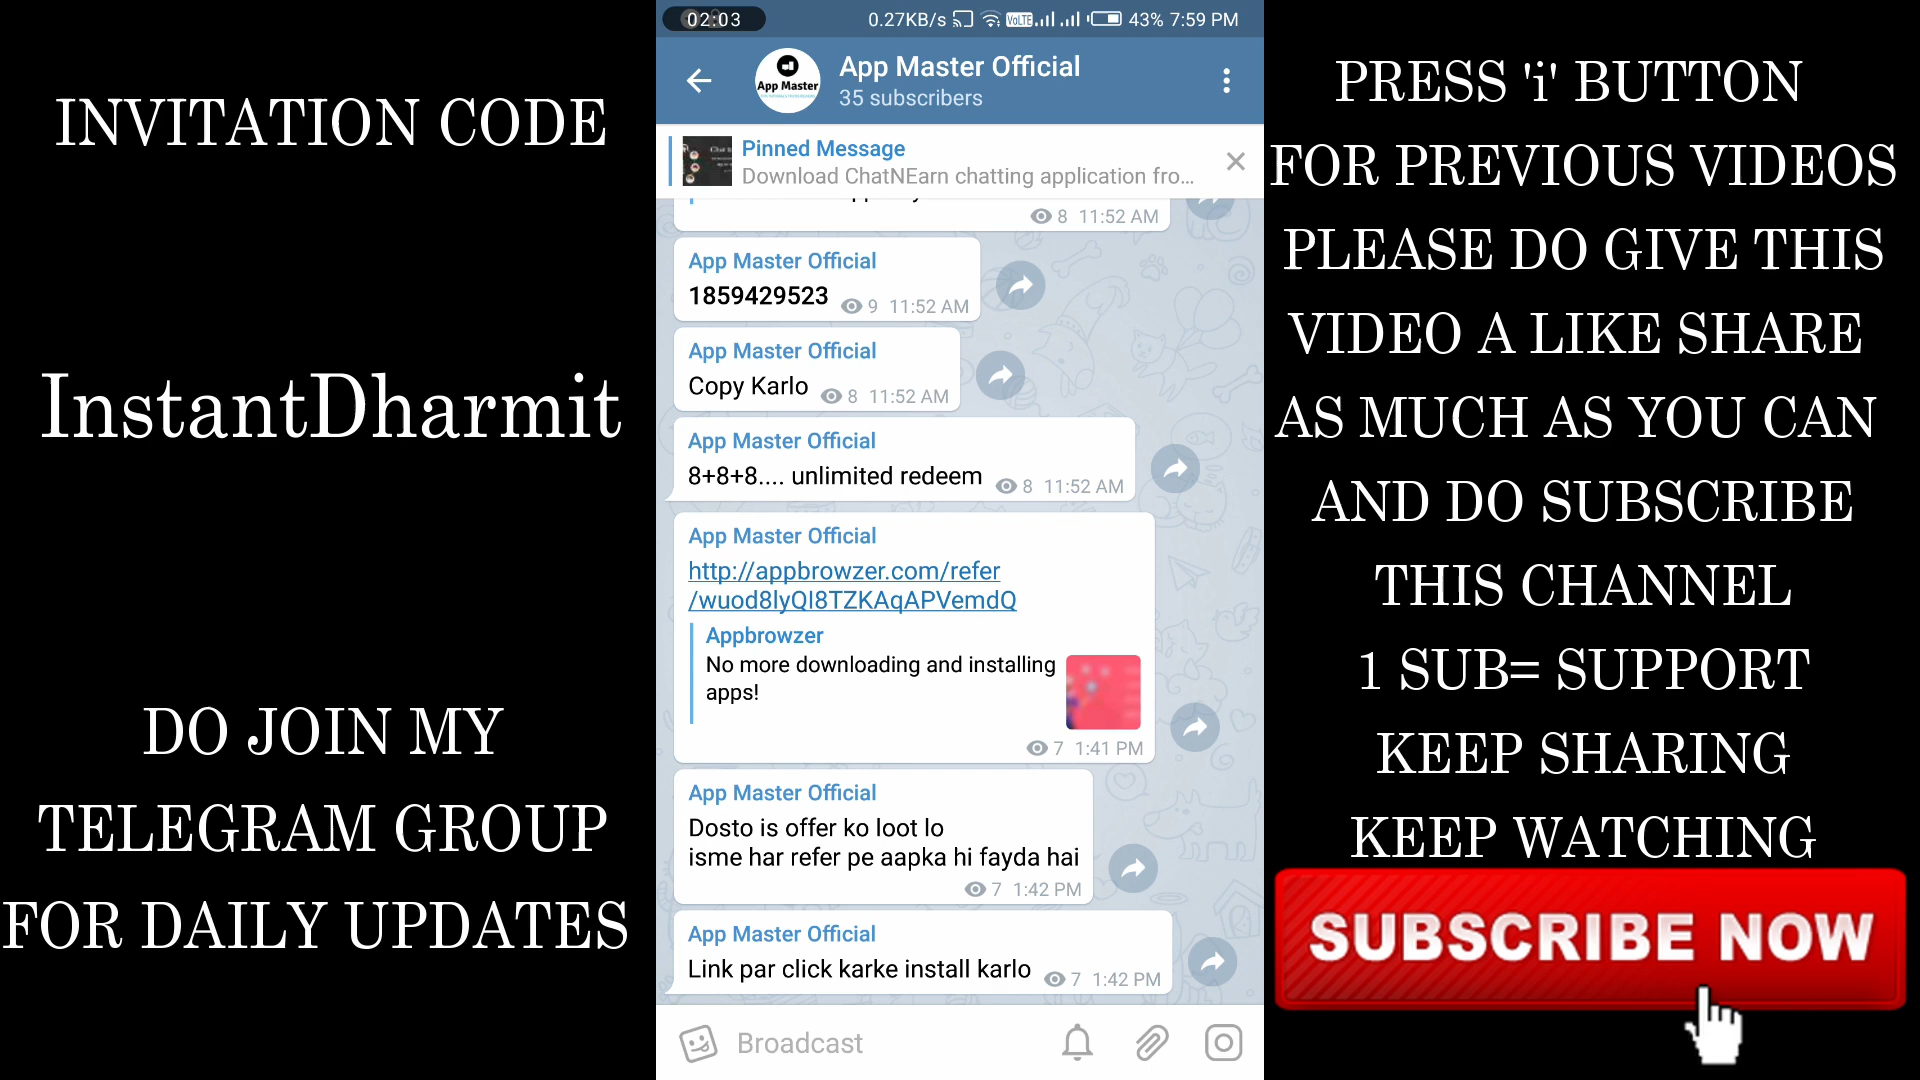 INVITATION CODE
InstantDharmit
DO JOIN MY
TELEGRAM GROUP
FOR DAILY UPDATES
02:03
0.27KB/s VoLTE 43% 7:59 PM
App Master
App Master Official
35 subscribers
Pinned Message
Download ChatNEarn chatting application fro...
8 11:52 AM
App Master Official
1859429523 9 11:52 AM
App Master Official
Copy Karlo 8 11:52 AM
App Master Official
8+8+8.... unlimited redeem 8 11:52 AM
App Master Official
http://appbrowzer.com/refer
/wuod8lyQI8TZKAqAPVemdQ
Appbrowzer
No more downloading and installing
apps!
7 1:41 PM
App Master Official
Dosto is offer ko loot lo
isme har refer pe aapka hi fayda hai
7 1:42 PM
App Master Official
Link par click karke install karlo 7 1:42 PM
Broadcast
PRESS 'i' BUTTON
FOR PREVIOUS VIDEOS
PLEASE DO GIVE THIS
VIDEO A LIKE SHARE
AS MUCH AS YOU CAN
AND DO SUBSCRIBE
THIS CHANNEL
1 SUB= SUPPORT
KEEP SHARING
KEEP WATCHING
SUBSCRIBE NOW